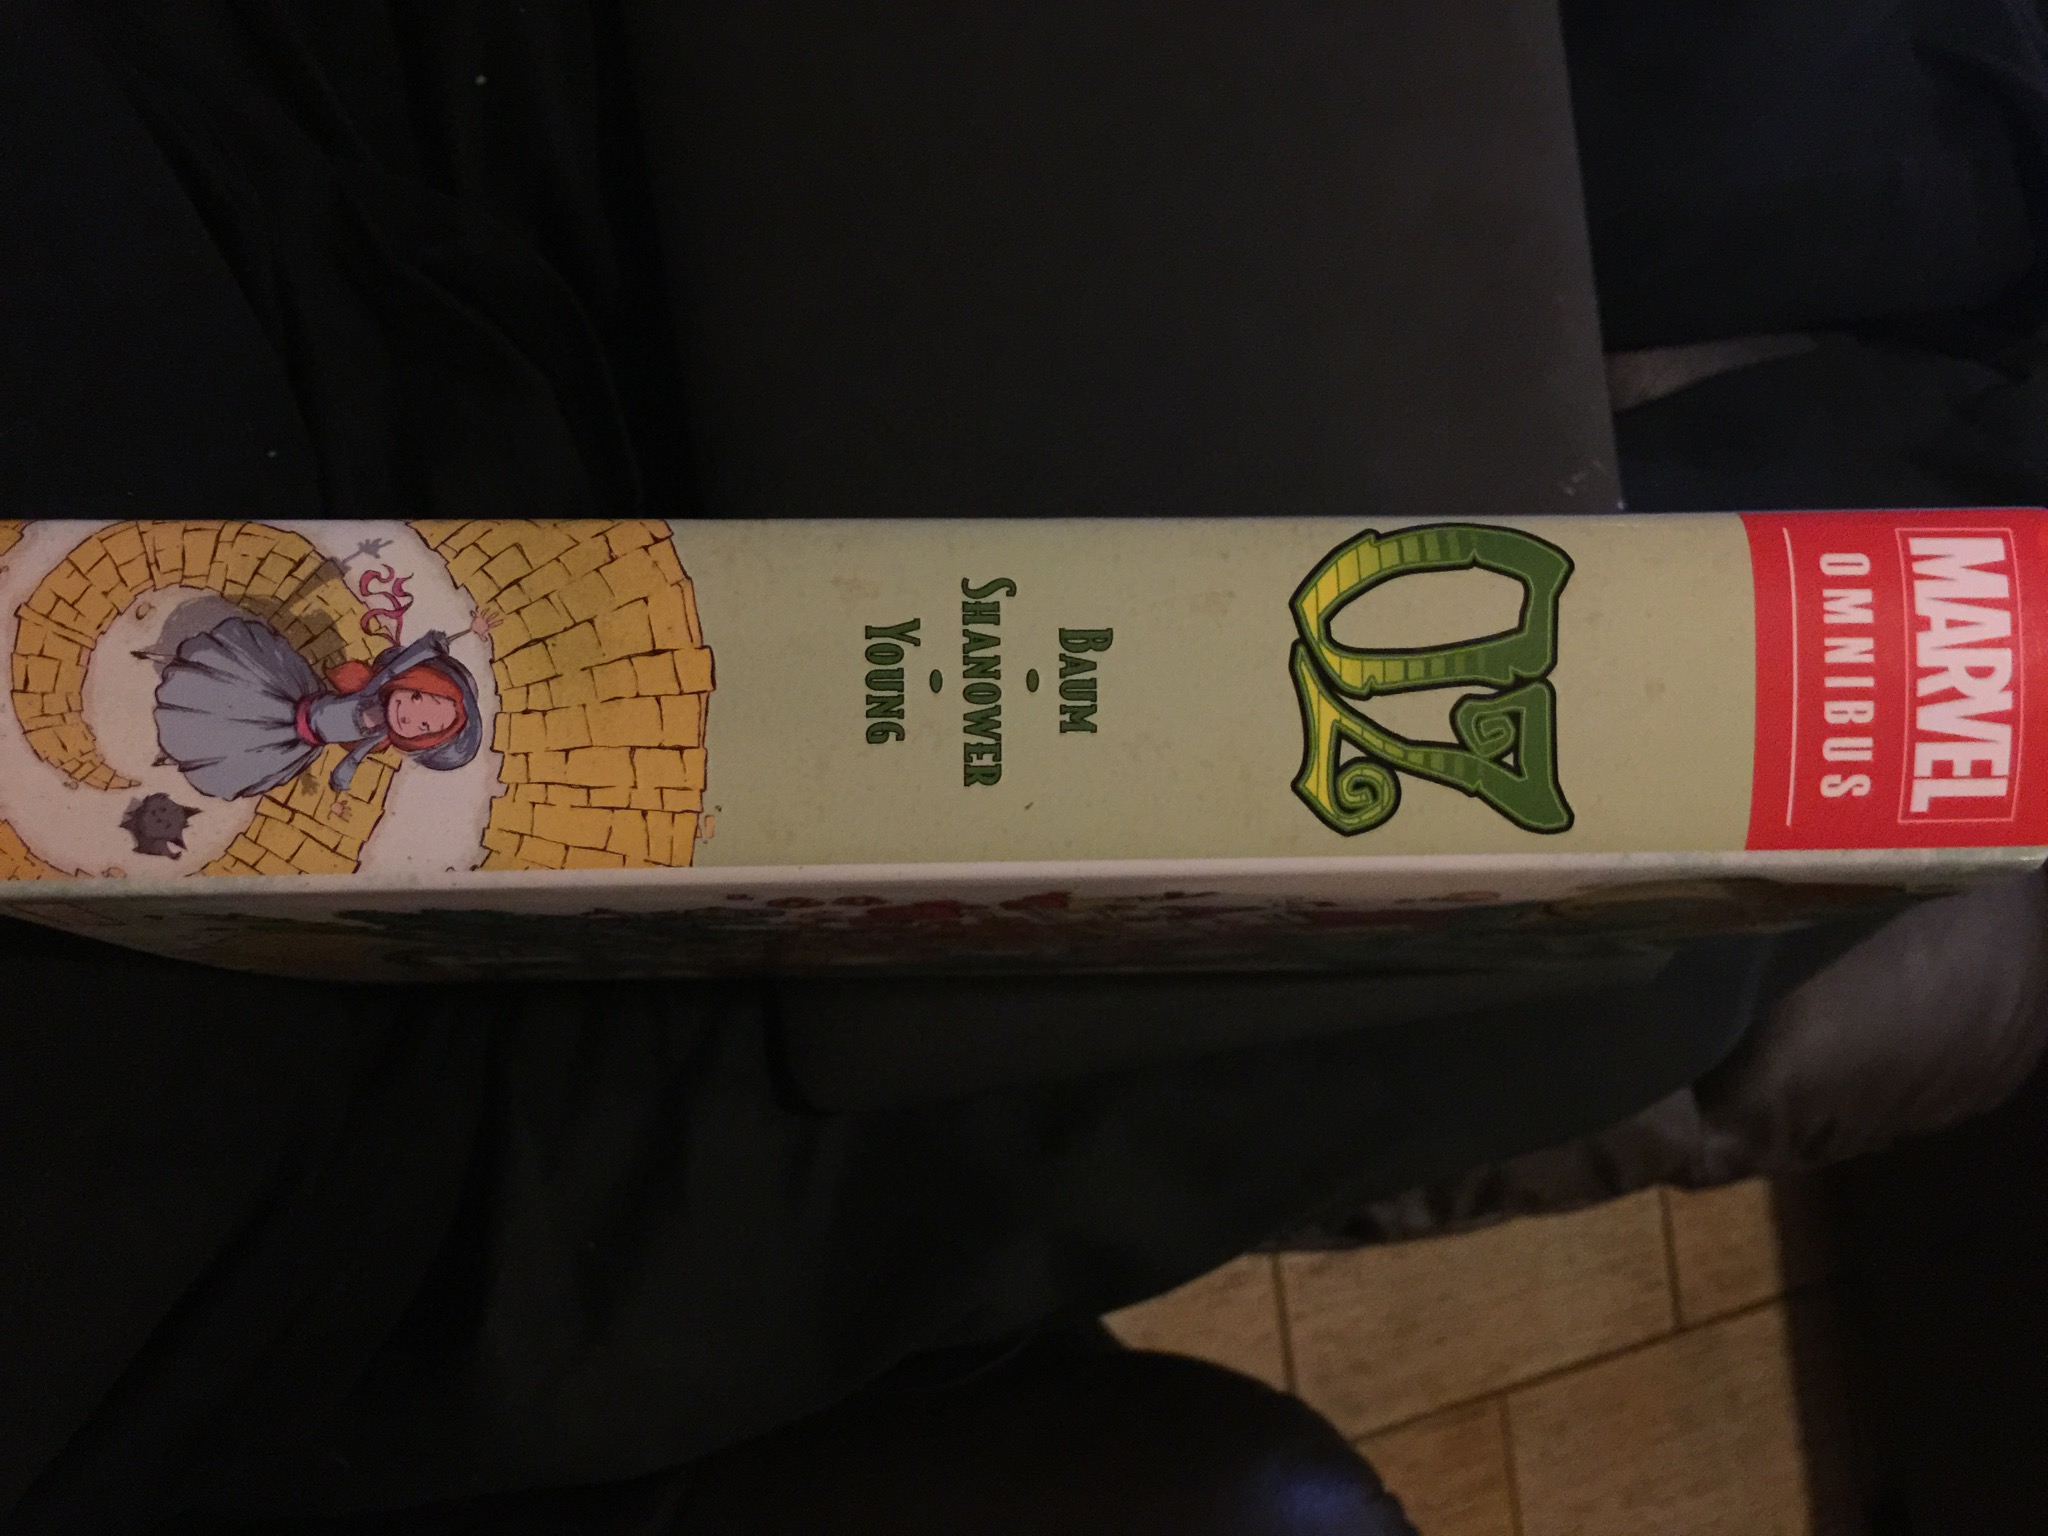 MARVEL
OMNIBUS
OZ
BAUM
•
SHANOWER
•
YOUNG